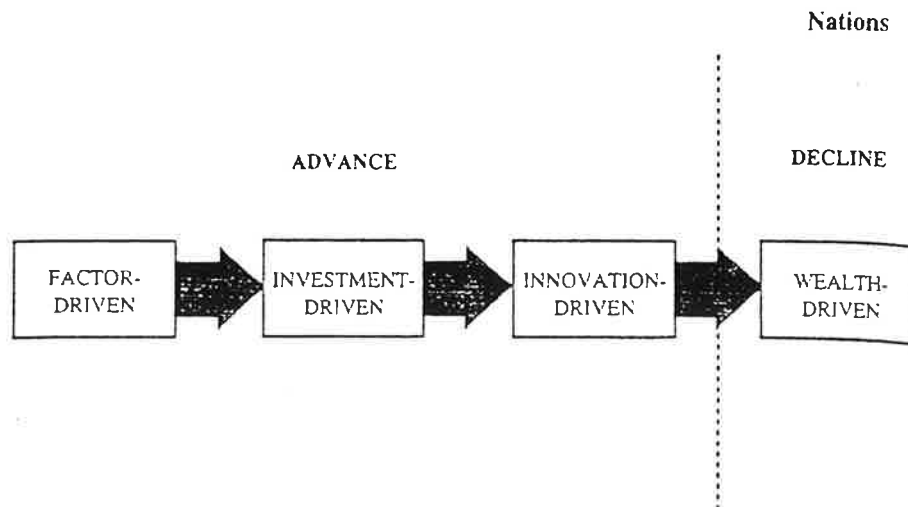 Nations
ADVANCE
DECLINE
FACTOR-
DRIVEN
INVESTMENT-
DRIVEN
INNOVATION-
DRIVEN
WEALTH-
DRIVEN